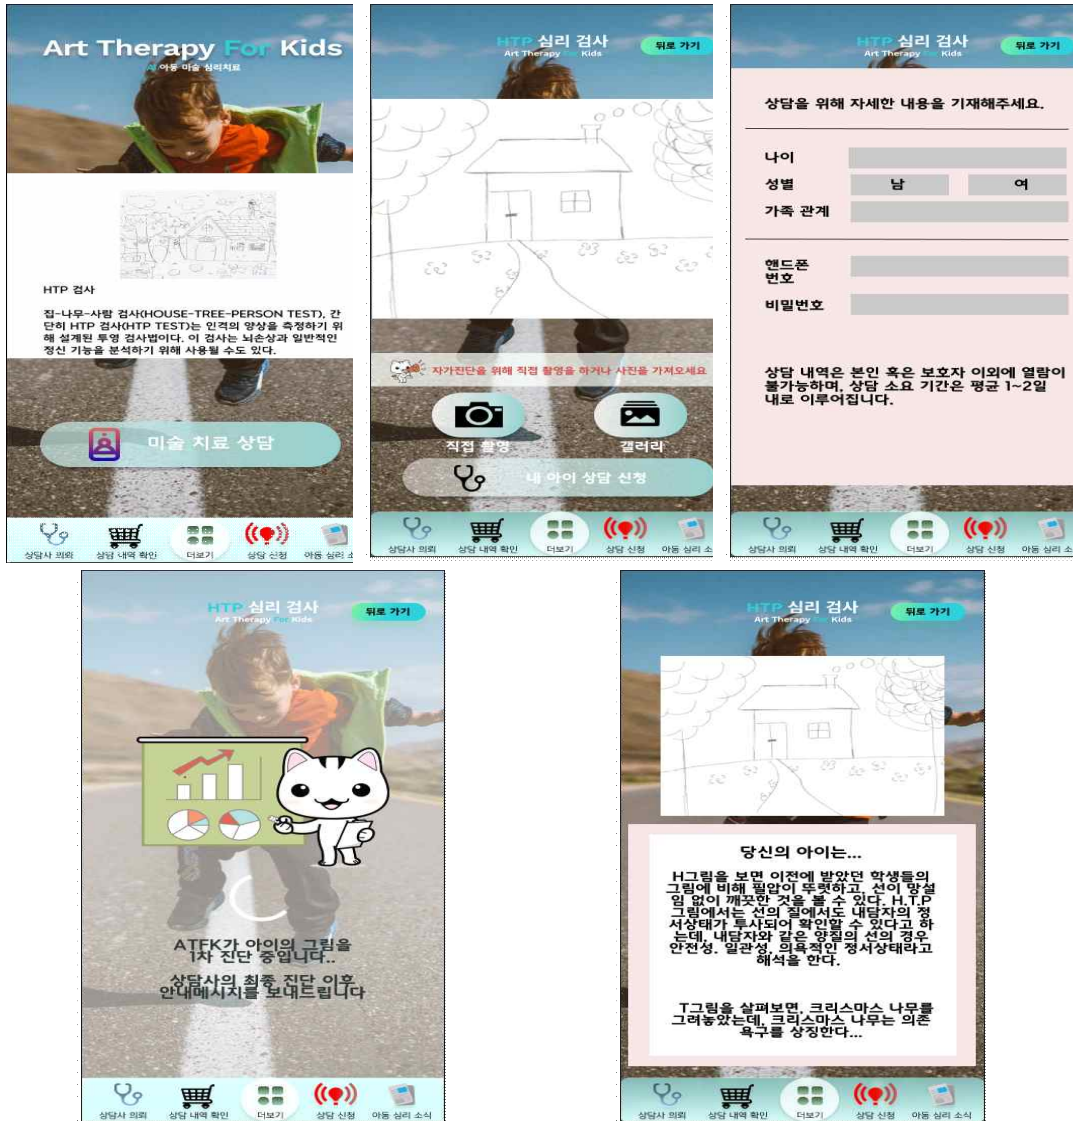 Art Therapy For Kids
AI 아동 미술 심리치료
HTP 검사
집-나무-사람 검사(HOUSE-TREE-PERSON TEST), 간
단히 HTP 검사(HTP TEST)는 인격의 양상을 측정하기 위
해 설계된 투영 검사법이다. 이 검사는 뇌손상과 일반적인
정신 기능을 분석하기 위해 사용될 수도 있다.
미술 치료 상담
상담사 의뢰
상담 내역 확인
더보기
상담 신청
아동 심리 소
HTP 심리 검사
Art Therapy For Kids
뒤로 가기
자가진단을 위해 직접 촬영을 하거나 사진을 가져오세요
직접 촬영
갤러리
내 아이 상담 신청
상담사 의뢰
상담 내역 확인
더보기
상담 신청
아동 심리 소
HTP 심리 검사
Art Therapy For Kids
뒤로 가기
상담을 위해 자세한 내용을 기재해주세요.
나이
성별
남
여
가족 관계
핸드폰
번호
비밀번호
상담 내역은 본인 혹은 보호자 이외에 열람이
불가능하며, 상담 소요 기간은 평균 1~2일
내로 이루어집니다.
상담사 의뢰
상담 내역 확인
더보기
상담 신청
아동 심리 소
HTP 심리 검사
Art Therapy For Kids
뒤로 가기
ATFK가 아이의 그림을
1차 진단 중입니다..
상담사의 최종 진단 이후
안내메시지를 보내드립니다
상담사 의뢰
상담 내역 확인
더보기
상담 신청
아동 심리 소식
HTP 심리 검사
Art Therapy For Kids
뒤로 가기
당신의 아이는...
H그림을 보면 이전에 받았던 학생들의
그림에 비해 필압이 뚜렷하고, 선이 망설
임 없이 깨끗한 것을 볼 수 있다. H.T.P
그림에서는 선의 질에서도 내담자의 정
서상태가 투사되어 확인할 수 있다고 하
는데, 내담자와 같은 양질의 선의 경우
안전성. 일관성, 의욕적인 정서상태라고
해석을 한다.
T그림을 살펴보면, 크리스마스 나무를
그려놓았는데, 크리스마스 나무는 의존
욕구를 상징한다...
상담사 의뢰
상담 내역 확인
더보기
상담 신청
아동 심리 소식